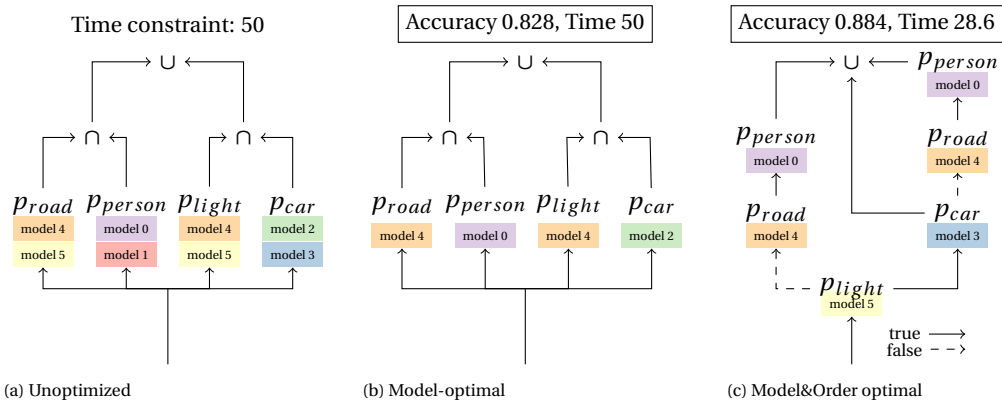 Time constraint: 50
∪
∩ ∩
p_road p_person p_light p_car
model 4 model 0 model 4 model 2
model 5 model 1 model 5 model 3
(a) Unoptimized
Accuracy 0.828, Time 50
∪
∩ ∩
p_road p_person p_light p_car
model 4 model 0 model 4 model 2
(b) Model-optimal
Accuracy 0.884, Time 28.6
∪ p_person
model 0
p_person p_road
model 0 model 4
p_road p_car
model 4 model 3
p_light
model 5
true
false
(c) Model&Order optimal